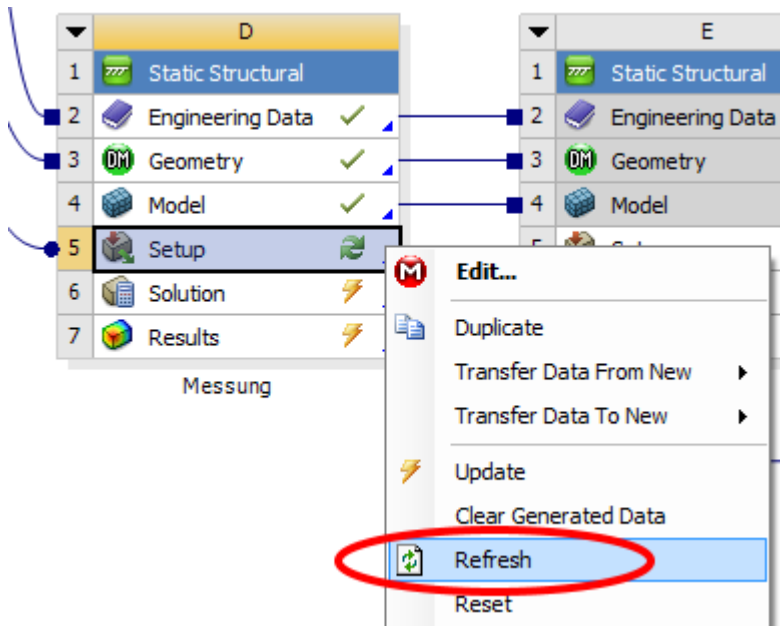 D
1 Static Structural
2 Engineering Data
3 DM Geometry
4 Model
5 Setup
6 Solution
7 Results
Messung
E
1 Static Structural
2 Engineering Data
3 DM Geometry
4 Model
M Edit...
Duplicate
Transfer Data From New
Transfer Data To New
Update
Clear Generated Data
Refresh
Reset